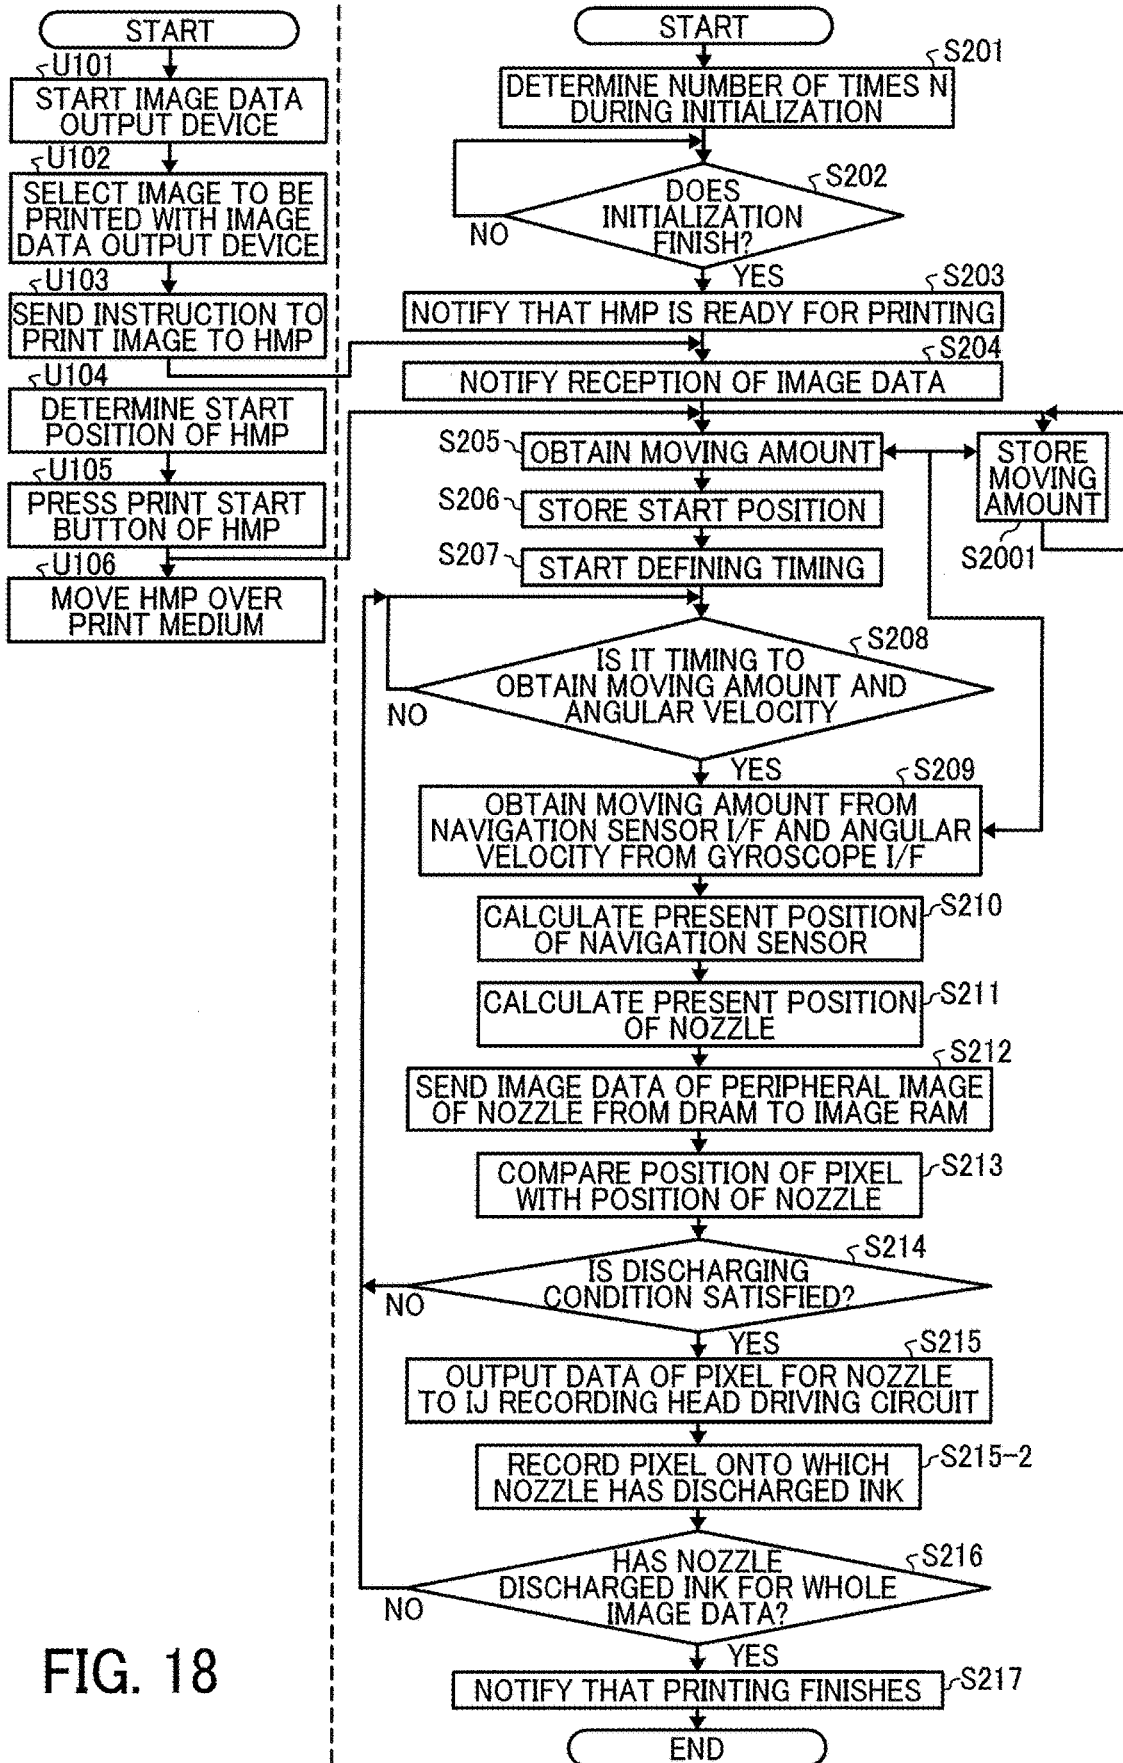 START
U101
START IMAGE DATA
OUTPUT DEVICE
U102
SELECT IMAGE TO BE
PRINTED WITH IMAGE
DATA OUTPUT DEVICE
U103
SEND INSTRUCTION TO
PRINT IMAGE TO HMP
U104
DETERMINE START
POSITION OF HMP
U105
PRESS PRINT START
BUTTON OF HMP
U106
MOVE HMP OVER
PRINT MEDIUM
START
S201
DETERMINE NUMBER OF TIMES N
DURING INITIALIZATION
S202
DOES
INITIALIZATION
FINISH?
NO
YES
S203
NOTIFY THAT HMP IS READY FOR PRINTING
S204
NOTIFY RECEPTION OF IMAGE DATA
S205
OBTAIN MOVING AMOUNT
STORE
MOVING
AMOUNT
S2001
S206
STORE START POSITION
S207
START DEFINING TIMING
S208
IS IT TIMING TO
OBTAIN MOVING AMOUNT AND
ANGULAR VELOCITY
NO
YES
S209
OBTAIN MOVING AMOUNT FROM
NAVIGATION SENSOR I/F AND ANGULAR
VELOCITY FROM GYROSCOPE I/F
S210
CALCULATE PRESENT POSITION
OF NAVIGATION SENSOR
S211
CALCULATE PRESENT POSITION
OF NOZZLE
S212
SEND IMAGE DATA OF PERIPHERAL IMAGE
OF NOZZLE FROM DRAM TO IMAGE RAM
S213
COMPARE POSITION OF PIXEL
WITH POSITION OF NOZZLE
S214
IS DISCHARGING
CONDITION SATISFIED?
NO
YES
S215
OUTPUT DATA OF PIXEL FOR NOZZLE
TO IJ RECORDING HEAD DRIVING CIRCUIT
S215-2
RECORD PIXEL ONTO WHICH
NOZZLE HAS DISCHARGED INK
S216
HAS NOZZLE
DISCHARGED INK FOR WHOLE
IMAGE DATA?
NO
YES
S217
NOTIFY THAT PRINTING FINISHES
END
FIG. 18